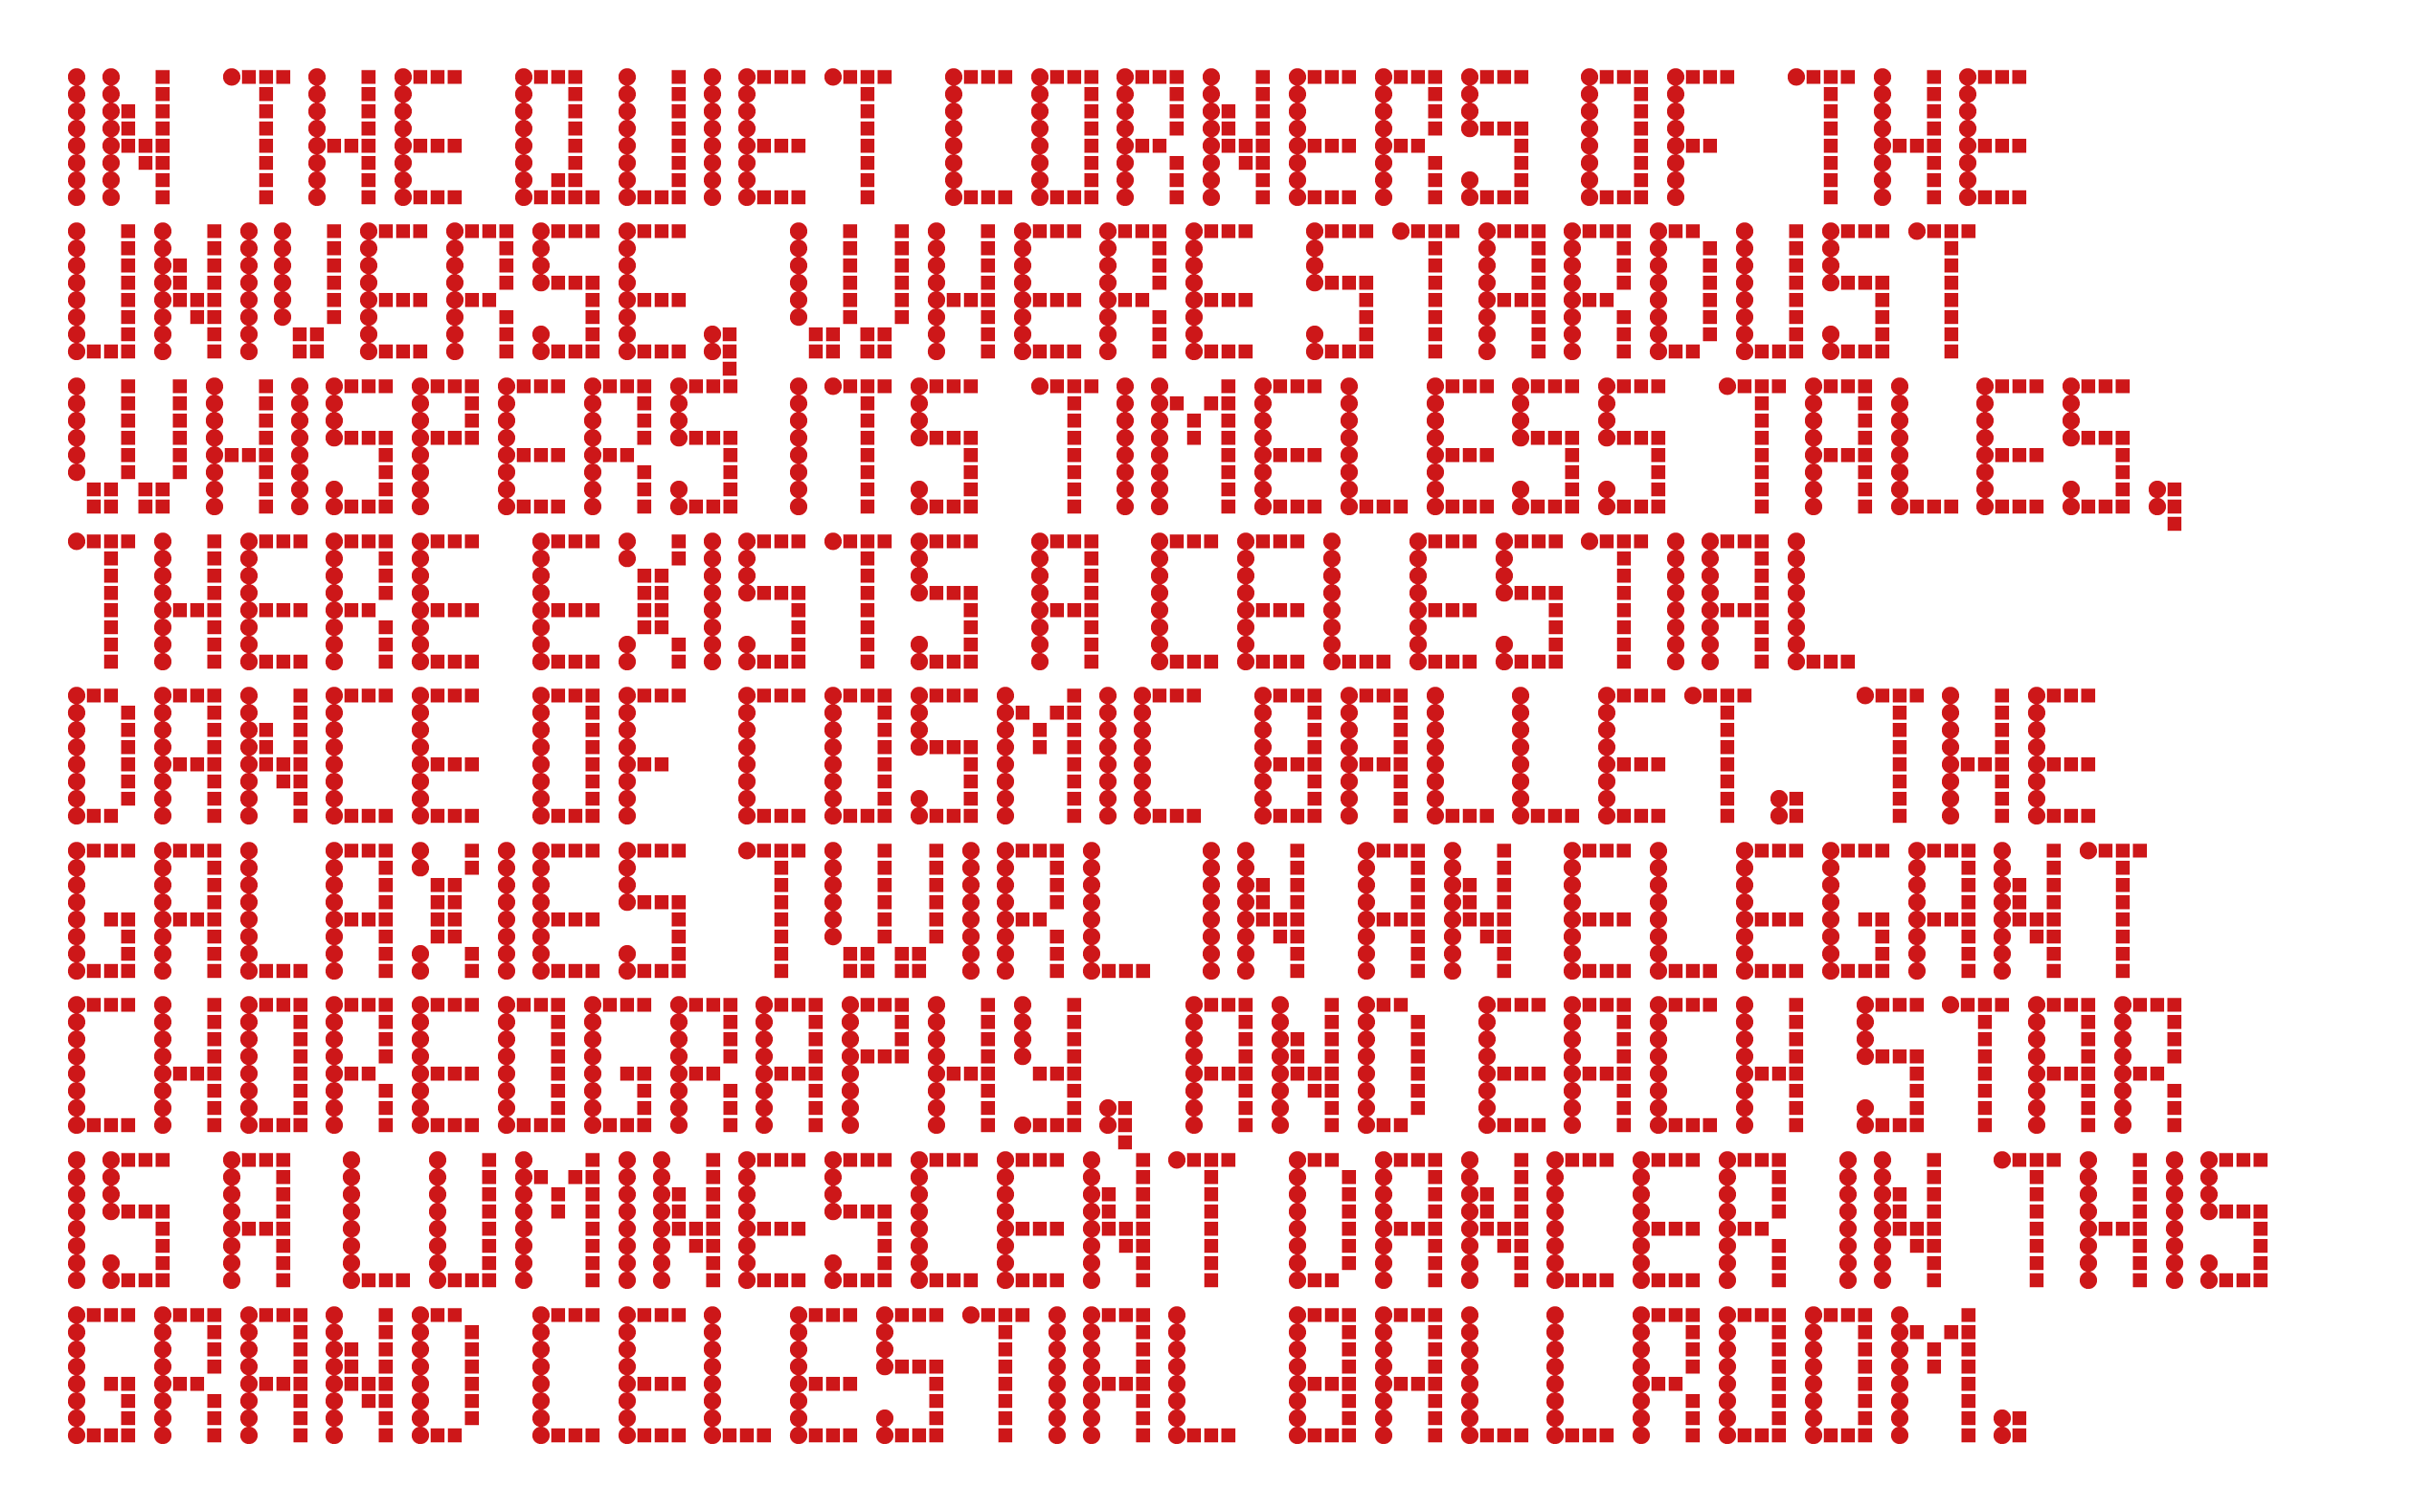 IN THE QUIET CORNERS OF THE
UNIVERSE, WHERE STARDUST
WHISPERS ITS TIMELESS TALES,
THERE EXISTS A CELESTIAL
DANCE OF COSMIC BALLET. THE
GALAXIES TWIRL IN AN ELEGANT
CHOREOGRAPHY, AND EACH STAR
IS A LUMINESCENT DANCER IN THIS
GRAND CELESTIAL BALLROOM.